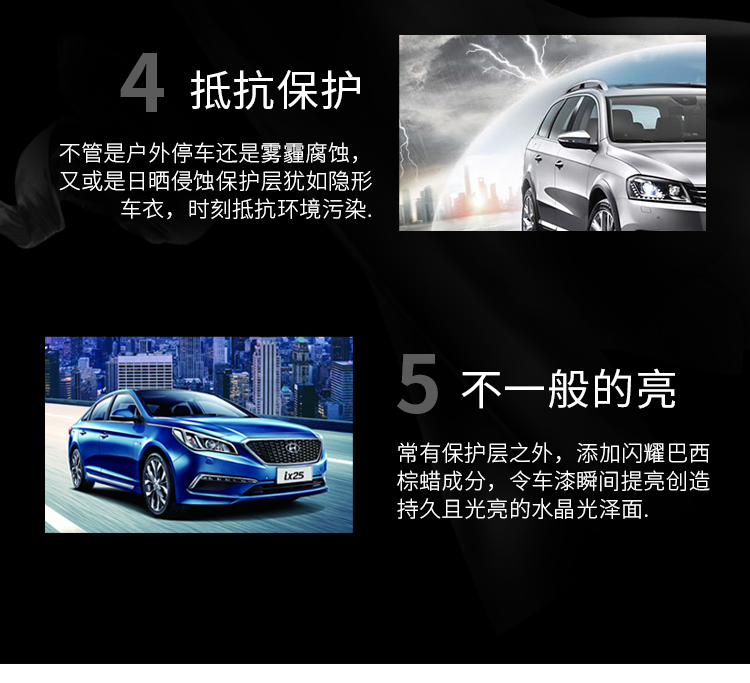 4 抵抗保护
不管是户外停车还是雾霾腐蚀，
又或是日晒侵蚀保护层犹如隐形
车衣，时刻抵抗环境污染.
5 不一般的亮
常有保护层之外，添加闪耀巴西
棕蜡成分，令车漆瞬间提亮创造
持久且光亮的水晶光泽面.
ix25